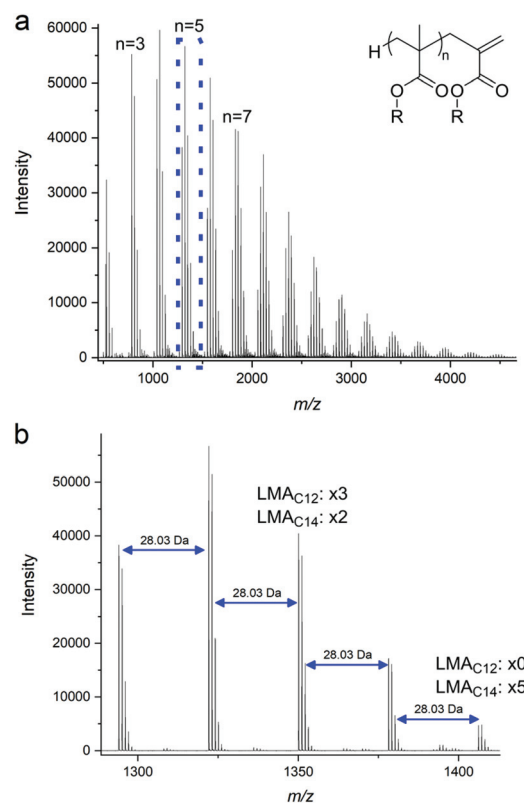 a
60000
50000
40000
30000
20000
10000
0
Intensity
n=3
n=5
n=7
H
n
O
O
O
O
R
R
1000
2000
3000
4000
m/z
b
50000
40000
30000
20000
10000
0
Intensity
LMAC12: x3
LMAC14: x2
28.03 Da
28.03 Da
28.03 Da
LMAC12: x0
LMAC14: x5
28.03 Da
1300
1350
1400
m/z